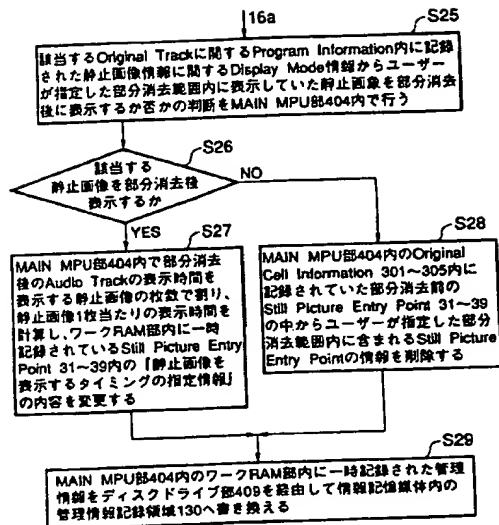 16a
S25
該当するOriginal Trackに関するProgram Information内に記録
された静止画像情報に関するDisplay Mode情報からユーザー
が指定した部分消去範囲内に表示していた静止画象を部分消去
後に表示するか否かの判断をMAIN MPU部404内で行う
S26
該当する
静止画像を部分消去後
表示するか
NO
YES
S27
MAIN MPU部404内で部分消去
後のAudio Trackの表示時間を
表示する静止画像の枚数で割り、
静止画像1枚当たりの表示時間を
計算し、ワークRAM部内に一時
記録されているStill Picture Entry
Point 31~39内の「静止画像を
表示するタイミングの指定情報」
の内容を変更する
S28
MAIN MPU部404内のOriginal
Cell Information 301~305内に
記録されていた部分消去前の
Still Picture Entry Point 31~39
の中からユーザーが指定した部分
消去範囲内に含まれるStill Picture
Entry Pointの情報を削除する
S29
MAIN MPU部404内のワークRAM部内に一時記録された管理
情報をディスクドライブ部409を経由して情報記憶媒体内の
管理情報記録領域130へ書き換える